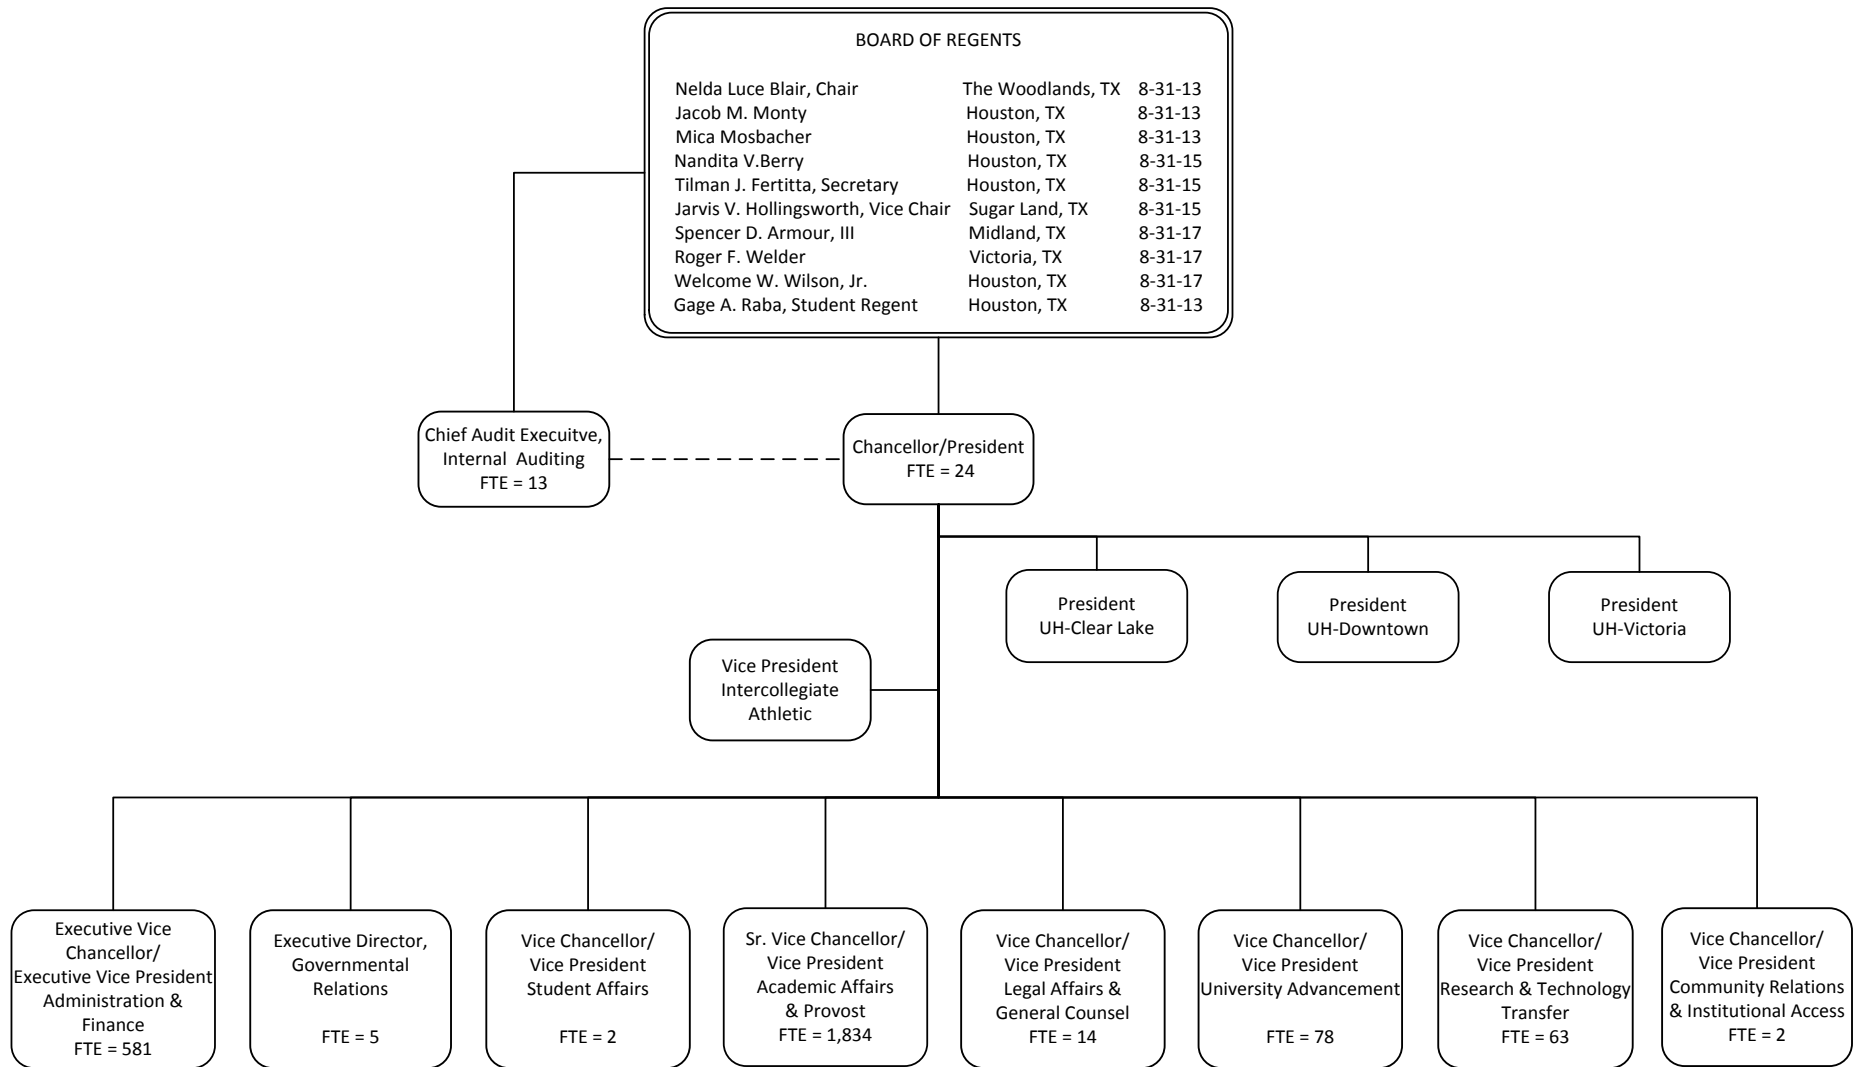 BOARD OF REGENTS
Nelda Luce Blair, Chair The Woodlands, TX 8-31-13
Jacob M. Monty Houston, TX 8-31-13
Mica Mosbacher Houston, TX 8-31-13
Nandita V.Berry Houston, TX 8-31-15
Tilman J. Fertitta, Secretary Houston, TX 8-31-15
Jarvis V. Hollingsworth, Vice Chair Sugar Land, TX 8-31-15
Spencer D. Armour, III Midland, TX 8-31-17
Roger F. Welder Victoria, TX 8-31-17
Welcome W. Wilson, Jr. Houston, TX 8-31-17
Gage A. Raba, Student Regent Houston, TX 8-31-13
Chief Audit Execuitve,
Internal Auditing
FTE = 13
Chancellor/President
FTE = 24
President
UH-Clear Lake
President
UH-Downtown
President
UH-Victoria
Vice President
Intercollegiate
Athletic
Executive Vice
Chancellor/
Executive Vice President
Administration &
Finance
FTE = 581
Executive Director,
Governmental
Relations
FTE = 5
Vice Chancellor/
Vice President
Student Affairs
FTE = 2
Sr. Vice Chancellor/
Vice President
Academic Affairs
& Provost
FTE = 1,834
Vice Chancellor/
Vice President
Legal Affairs &
General Counsel
FTE = 14
Vice Chancellor/
Vice President
University Advancement
FTE = 78
Vice Chancellor/
Vice President
Research & Technology
Transfer
FTE = 63
Vice Chancellor/
Vice President
Community Relations
& Institutional Access
FTE = 2